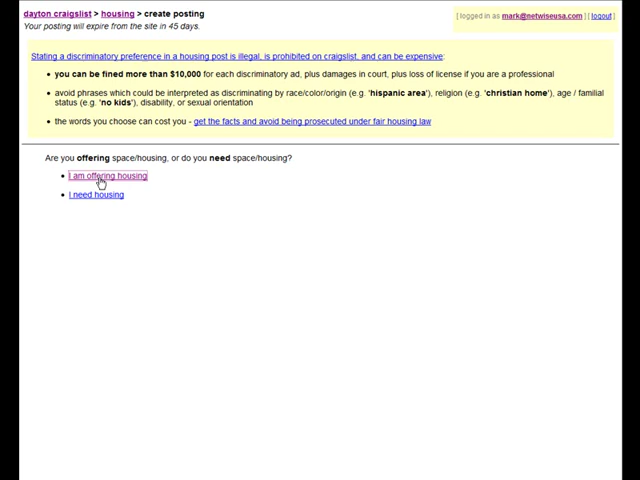 dayton craigslist > housing > create posting
[ logged in as mark@netwiseusa.com ] [ logout ]
Your posting will expire from the site in 45 days.
Stating a discriminatory preference in a housing post is illegal, is prohibited on craigslist, and can be expensive:
• you can be fined more than $10,000 for each discriminatory ad, plus damages in court, plus loss of license if you are a professional
• avoid phrases which could be interpreted as discriminating by race/color/origin (e.g. 'hispanic area'), religion (e.g. 'christian home'), age / familial
status (e.g. 'no kids'), disability, or sexual orientation
• the words you choose can cost you - get the facts and avoid being prosecuted under fair housing law
Are you offering space/housing, or do you need space/housing?
• I am offering housing
• I need housing